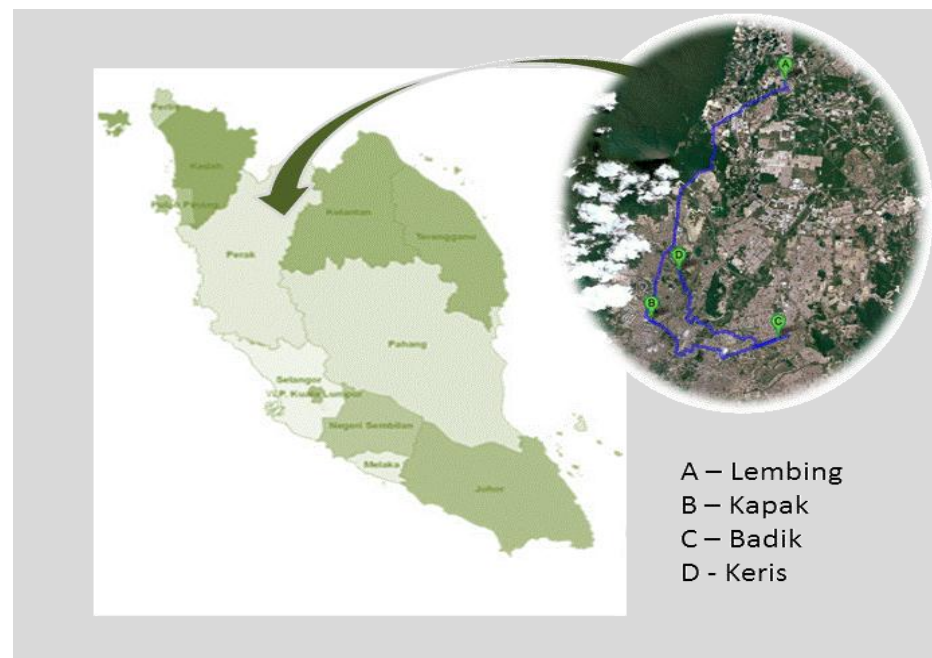 Perlis
Kedah
Pulau Pinang
Kelantan
Terengganu
Perak
Pahang
Selangor
W.P. Kuala Lumpur
Negeri Sembilan
Melaka
Johor
A
D
B
C
A – Lembing
B – Kapak
C – Badik
D - Keris